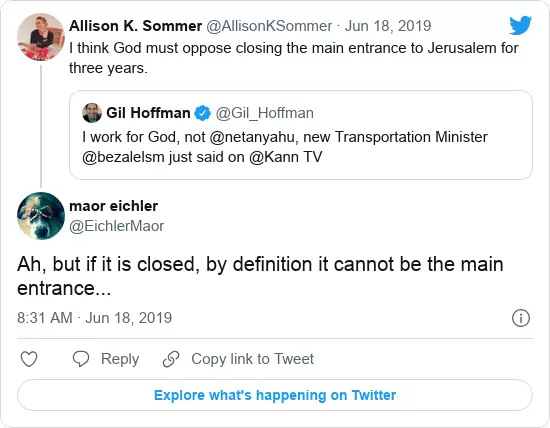 Allison K. Sommer @AllisonKSommer · Jun 18, 2019
I think God must oppose closing the main entrance to Jerusalem for
three years.
Gil Hoffman @Gil_Hoffman
I work for God, not @netanyahu, new Transportation Minister
@bezalelsm just said on @Kann TV
maor eichler
@EichlerMaor
Ah, but if it is closed, by definition it cannot be the main
entrance...
8:31 AM · Jun 18, 2019
Reply
Copy link to Tweet
Explore what's happening on Twitter